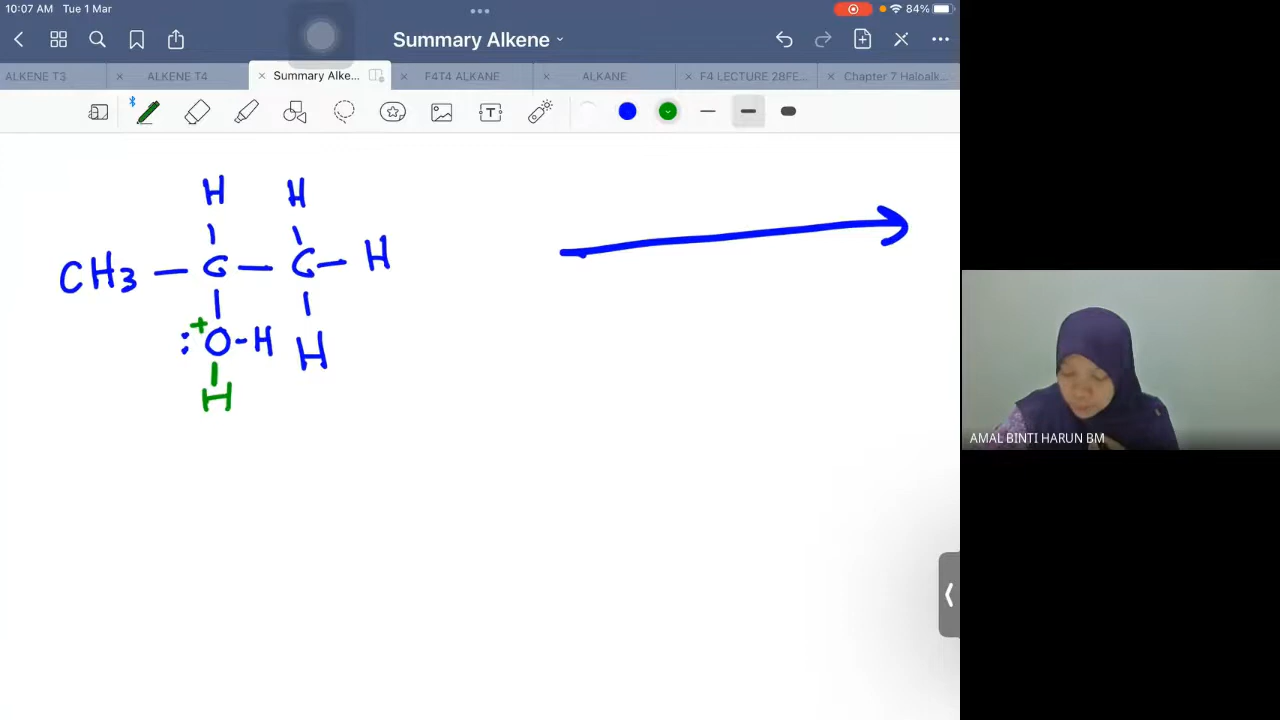 10:07 AM Tue 1 Mar
84%
Summary Alkene
ALKENE T3
ALKENE T4
Summary Alke...
F4T4 ALKANE
ALKANE
F4 LECTURE 28FE...
Chapter 7 Haloalk...
T
H H
CH3 — C — C — H
:O+-H H
H
AMAL BINTI HARUN BM